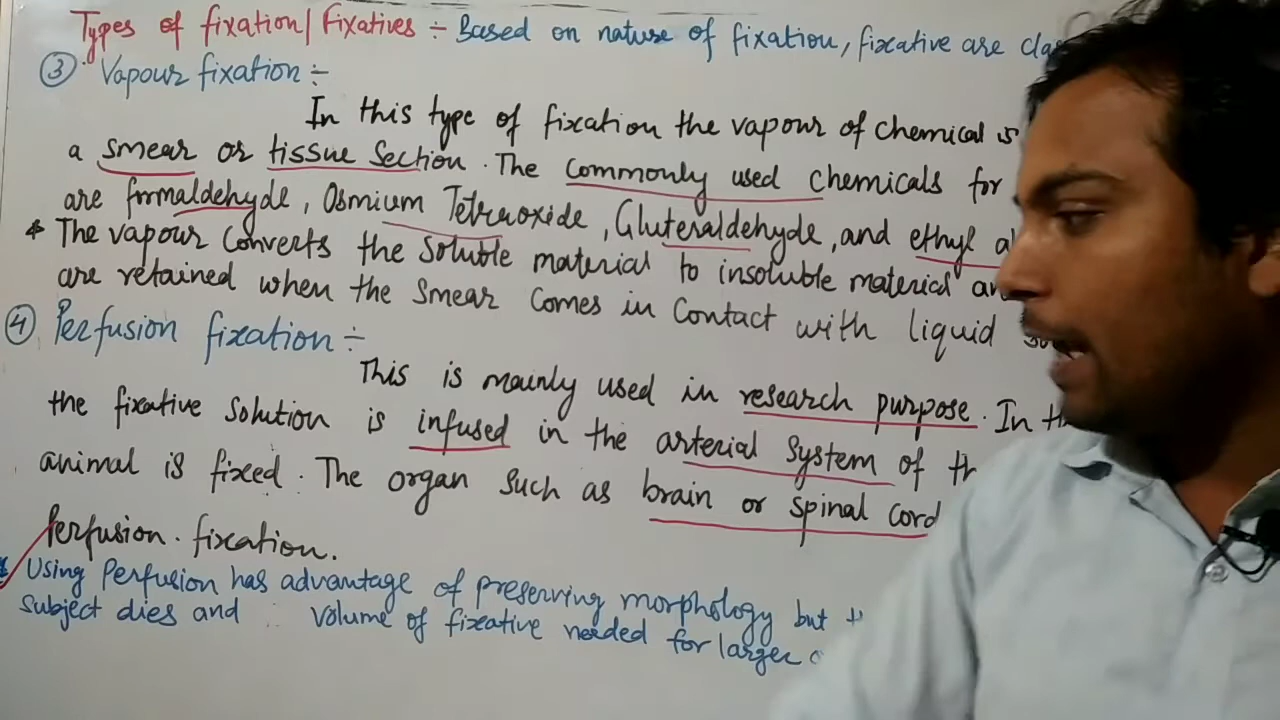 Types of fixation/Fixatives ÷ Based on nature of fixation, fixative are
③ Vapour fixation ÷
In this type of fixation the vapour of chemical is
a smear or tissue section. The commonly used chemicals for
are formaldehyde, Osmium Tetraoxide, Gluteraldehyde, and ethyl
* The vapour converts the soluble material to insoluble material
are retained when the smear comes in contact with liquid
④ Perfusion fixation ÷
This is mainly used in research purpose. In
the fixative solution is infused in the arterial system of
animal is fixed. The organ such as brain or spinal cord
Perfusion. fixation.
Using Perfusion has advantage of preserving morphology but
subject dies and volume of fixative needed for larger